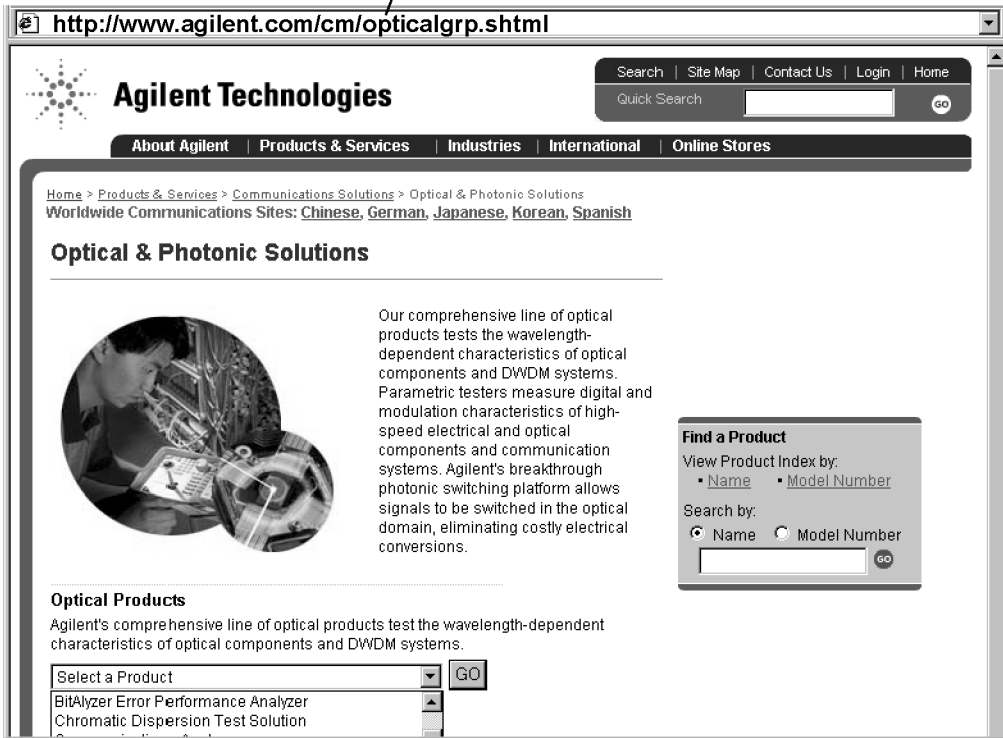 http://www.agilent.com/cm/opticalgrp.shtml
Agilent Technologies
Search | Site Map | Contact Us | Login | Home
Quick Search GO
About Agilent | Products & Services | Industries | International | Online Stores
Home > Products & Services > Communications Solutions > Optical & Photonic Solutions
Worldwide Communications Sites: Chinese, German, Japanese, Korean, Spanish
Optical & Photonic Solutions
Our comprehensive line of optical
products tests the wavelength-
dependent characteristics of optical
components and DWDM systems.
Parametric testers measure digital and
modulation characteristics of high-
speed electrical and optical
components and communication
systems. Agilent's breakthrough
photonic switching platform allows
signals to be switched in the optical
domain, eliminating costly electrical
conversions.
Find a Product
View Product Index by:
▪ Name ▪ Model Number
Search by:
Name Model Number
GO
Optical Products
Agilent's comprehensive line of optical products test the wavelength-dependent
characteristics of optical components and DWDM systems.
Select a Product GO
BitAlyzer Error Performance Analyzer
Chromatic Dispersion Test Solution